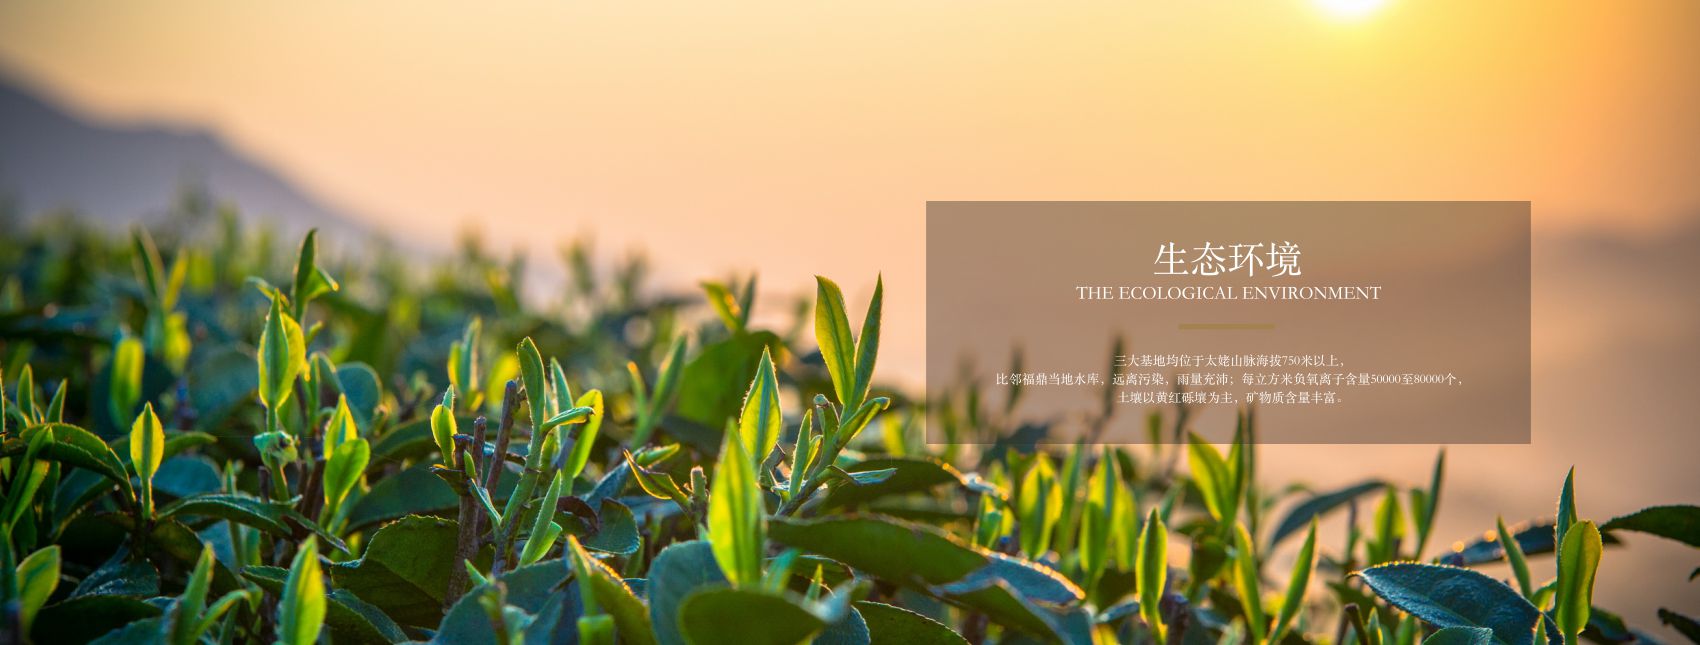 生态环境
THE ECOLOGICAL ENVIRONMENT
三大基地均位于太姥山脉海拔750米以上，
比邻福鼎当地水库，远离污染，雨量充沛；每立方米负氧离子含量50000至80000个，
土壤以黄红砾壤为主，矿物质含量丰富。